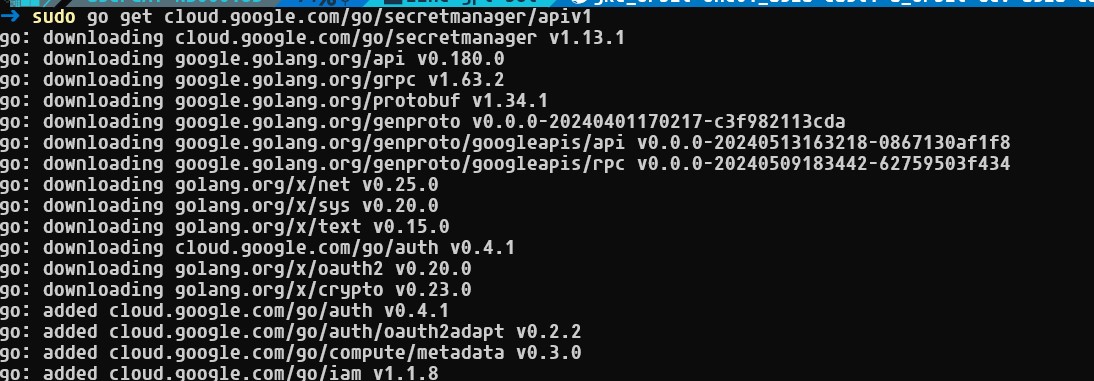 ➜ sudo go get cloud.google.com/go/secretmanager/apiv1
go: downloading cloud.google.com/go/secretmanager v1.13.1
go: downloading google.golang.org/api v0.180.0
go: downloading google.golang.org/grpc v1.63.2
go: downloading google.golang.org/protobuf v1.34.1
go: downloading google.golang.org/genproto v0.0.0-20240401170217-c3f982113cda
go: downloading google.golang.org/genproto/googleapis/api v0.0.0-20240513163218-0867130af1f8
go: downloading google.golang.org/genproto/googleapis/rpc v0.0.0-20240509183442-62759503f434
go: downloading golang.org/x/net v0.25.0
go: downloading golang.org/x/sys v0.20.0
go: downloading golang.org/x/text v0.15.0
go: downloading cloud.google.com/go/auth v0.4.1
go: downloading golang.org/x/oauth2 v0.20.0
go: downloading golang.org/x/crypto v0.23.0
go: added cloud.google.com/go/auth v0.4.1
go: added cloud.google.com/go/auth/oauth2adapt v0.2.2
go: added cloud.google.com/go/compute/metadata v0.3.0
go: added cloud.google.com/go/iam v1.1.8